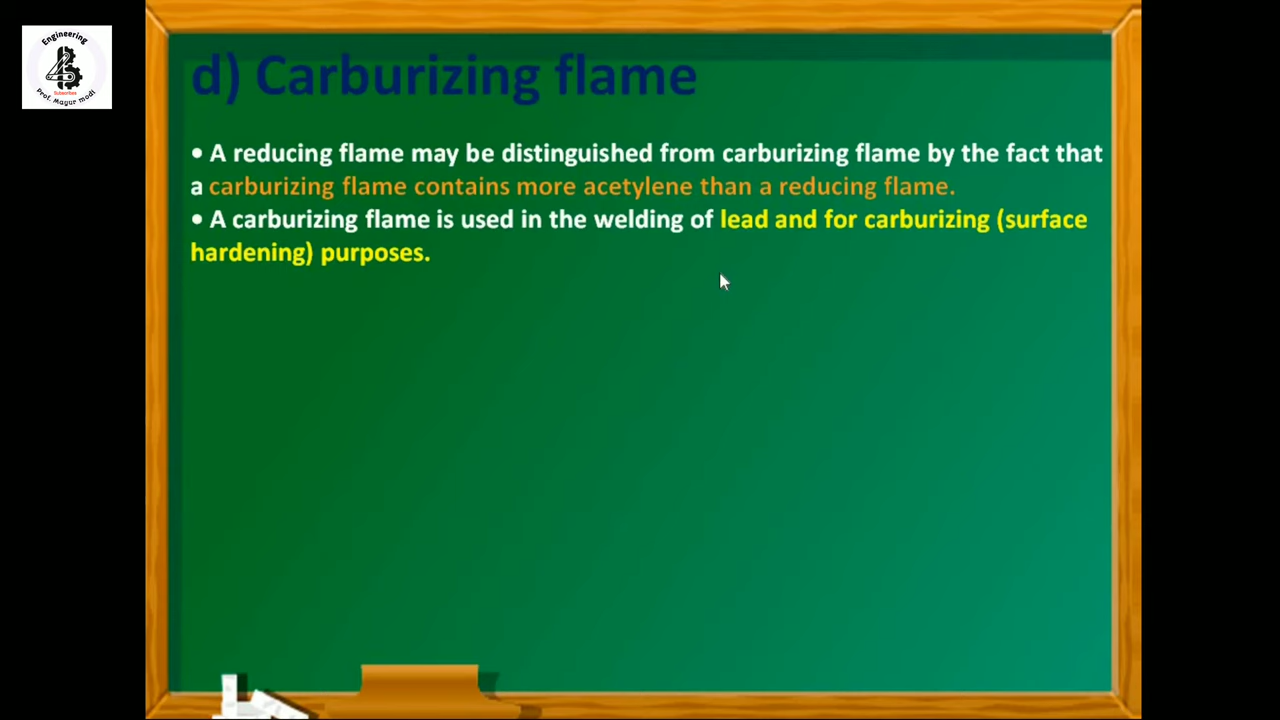 Engineering
Subscribe
Prof. Mayur modi
d) Carburizing flame
• A reducing flame may be distinguished from carburizing flame by the fact that
a carburizing flame contains more acetylene than a reducing flame.
• A carburizing flame is used in the welding of lead and for carburizing (surface
hardening) purposes.